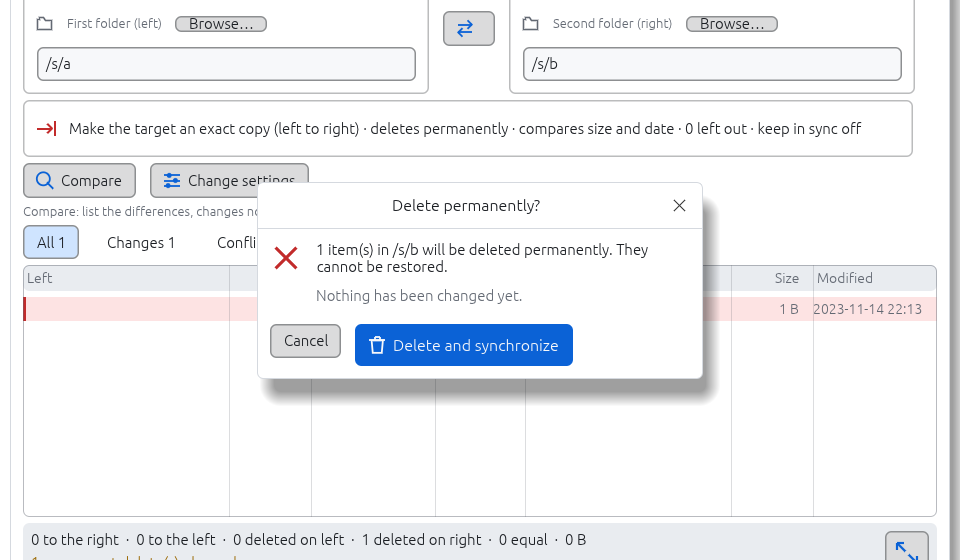 First folder (left) Browse...
Second folder (right) Browse...
/s/a
/s/b
Make the target an exact copy (left to right) · deletes permanently · compares size and date · 0 left out · keep in sync off
Compare
Change settings
Compare: list the differences, changes
All 1 Changes 1
Left Size Modified
1 B 2023-11-14 22:13
Delete permanently?
1 item(s) in /s/b will be deleted permanently. They
cannot be restored.
Nothing has been changed yet.
Cancel
Delete and synchronize
0 to the right · 0 to the left · 0 deleted on left · 1 deleted on right · 0 equal · 0 B